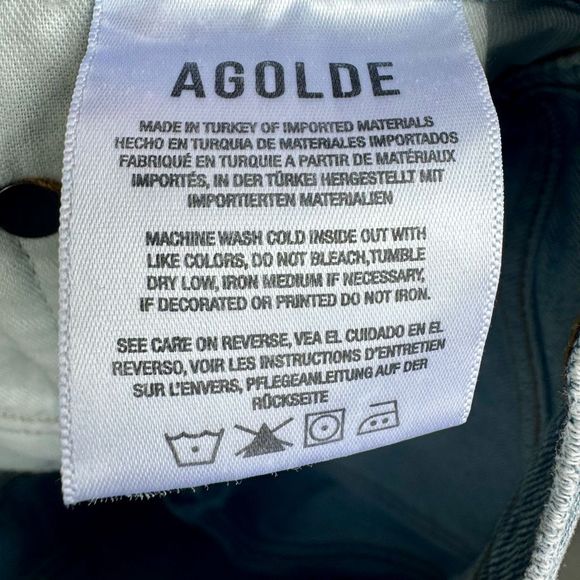 AGOLDE
MADE IN TURKEY OF IMPORTED MATERIALS
HECHO EN TURQUIA DE MATERIALES IMPORTADOS
FABRIQUÉ EN TURQUIE A PARTIR DE MATÉRIAUX
IMPORTÉS, IN DER TÜRKEI HERGESTELLT MIT
IMPORTIERTEN MATERIALIEN
MACHINE WASH COLD INSIDE OUT WITH
LIKE COLORS, DO NOT BLEACH,TUMBLE
DRY LOW, IRON MEDIUM IF NECESSARY,
IF DECORATED OR PRINTED DO NOT IRON.
SEE CARE ON REVERSE, VEA EL CUIDADO EN EL
REVERSO, VOIR LES INSTRUCTIONS D'ENTRETIEN
SUR L'ENVERS, PFLEGEANLEITUNG AUF DER
RÜCKSEITE